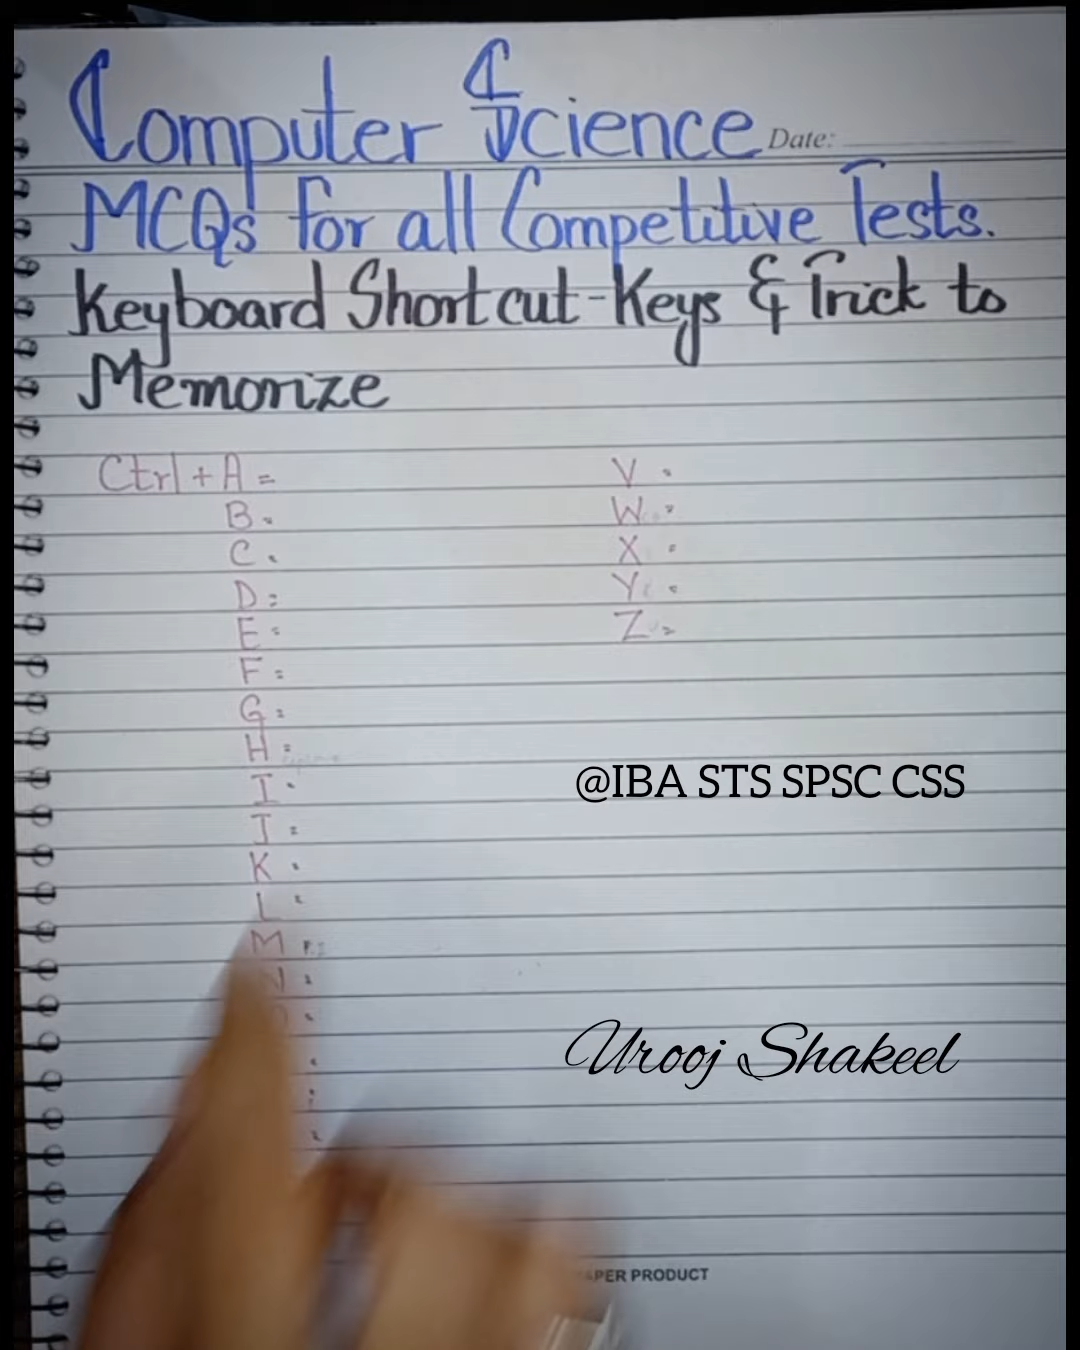 Computer Science
Date:
MCQs for all Competitive Tests.
Keyboard Shortcut-Keys & Trick to
Memorize
Ctrl + A =
B =
C =
D =
E =
F =
G =
H =
I =
J =
K =
L =
M =
N =
V =
W =
X =
Y =
Z =
@IBA STS SPSC CSS
Urooj Shakeel
PAPER PRODUCT